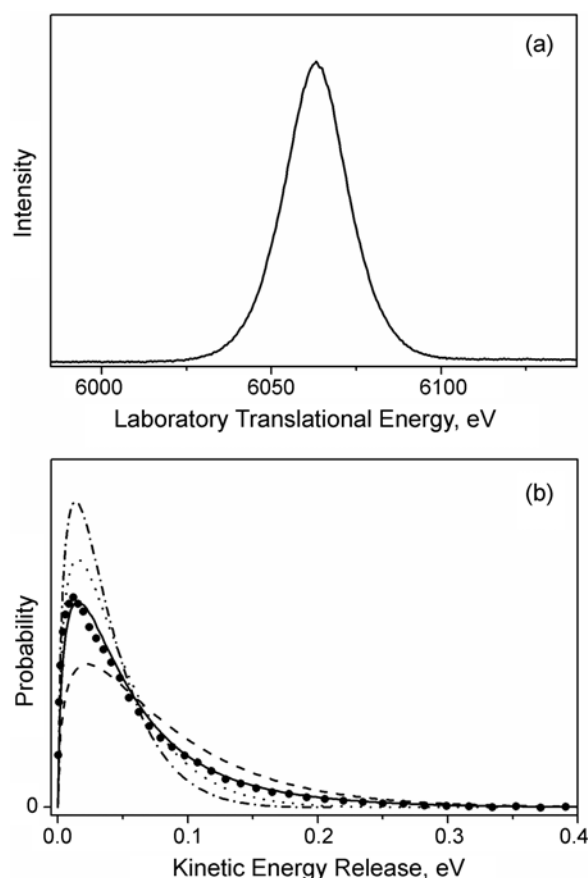 (a)
Intensity
6000 6050 6100
Laboratory Translational Energy, eV
(b)
Probability
0
0.0 0.1 0.2 0.3 0.4
Kinetic Energy Release, eV